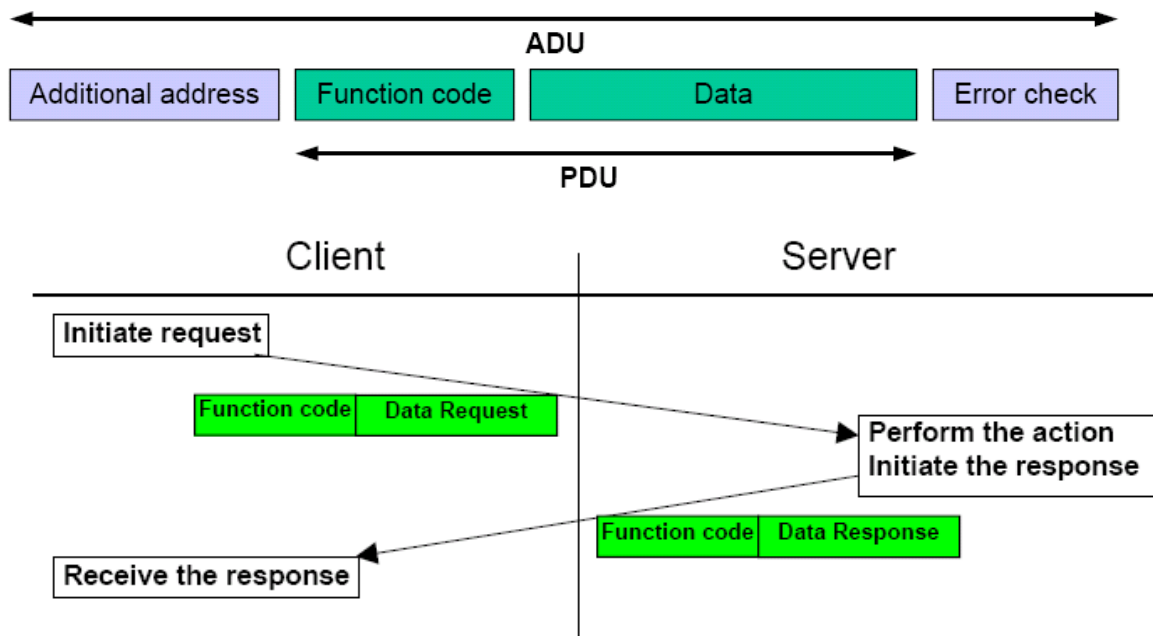 ADU
Additional address
Function code
Data
Error check
PDU
Client
Server
Initiate request
Function code
Data Request
Perform the action
Initiate the response
Function code
Data Response
Receive the response